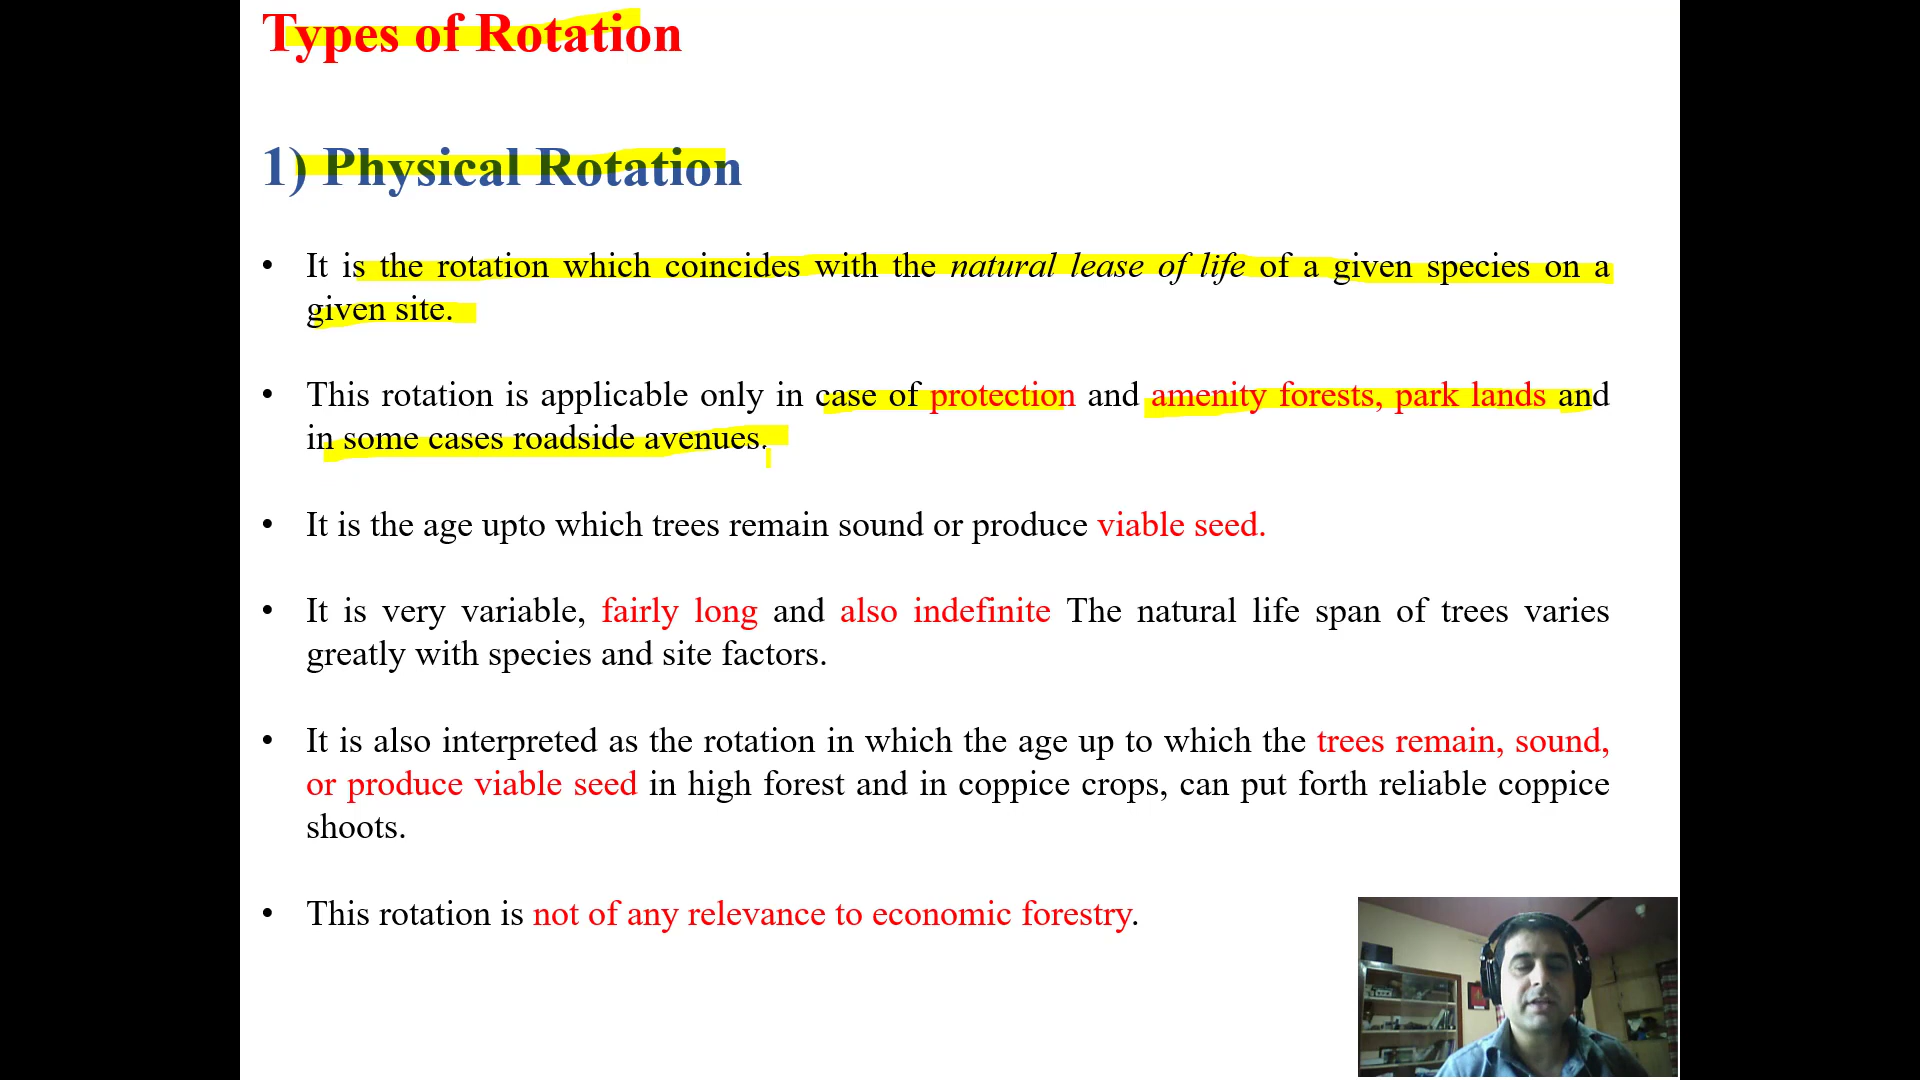 Types of Rotation
1) Physical Rotation
• It is the rotation which coincides with the natural lease of life of a given species on a
given site.
• This rotation is applicable only in case of protection and amenity forests, park lands and
in some cases roadside avenues.
• It is the age upto which trees remain sound or produce viable seed.
• It is very variable, fairly long and also indefinite The natural life span of trees varies
greatly with species and site factors.
• It is also interpreted as the rotation in which the age up to which the trees remain, sound,
or produce viable seed in high forest and in coppice crops, can put forth reliable coppice
shoots.
• This rotation is not of any relevance to economic forestry.